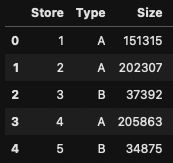 Store Type Size
0 1 A 151315
1 2 A 202307
2 3 B 37392
3 4 A 205863
4 5 B 34875